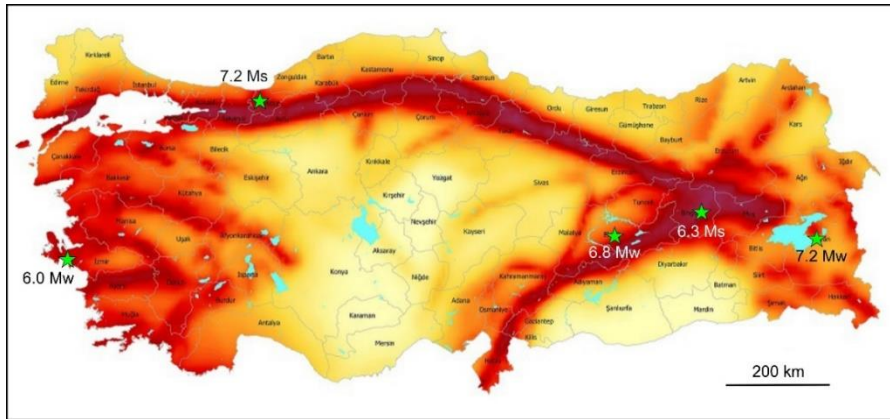 7.2 Ms
Kırklareli
Edirne
Tekirdağ
İstanbul
Zonguldak
Bartın
Karabük
Kastamonu
Sinop
Samsun
Ordu
Giresun
Trabzon
Rize
Artvin
Ardahan
Kars
Gümüşhane
Bayburt
Iğdır
Ağrı
Çanakkale
Balıkesir
Bursa
Bilecik
Eskişehir
Ankara
Çankırı
Çorum
Kırıkkale
Kırşehir
Yozgat
Sivas
Tunceli
Kütahya
Manisa
Uşak
Afyonkarahisar
Nevşehir
Kayseri
Malatya
6.8 Mw
6.3 Ms
Bitlis
7.2 Mw
6.0 Mw
İzmir
Isparta
Konya
Aksaray
Niğde
Kahramanmaraş
Adıyaman
Diyarbakır
Batman
Siirt
Şırnak
Hakkari
Muğla
Burdur
Antalya
Karaman
Mersin
Adana
Osmaniye
Gaziantep
Kilis
Şanlıurfa
Mardin
200 km